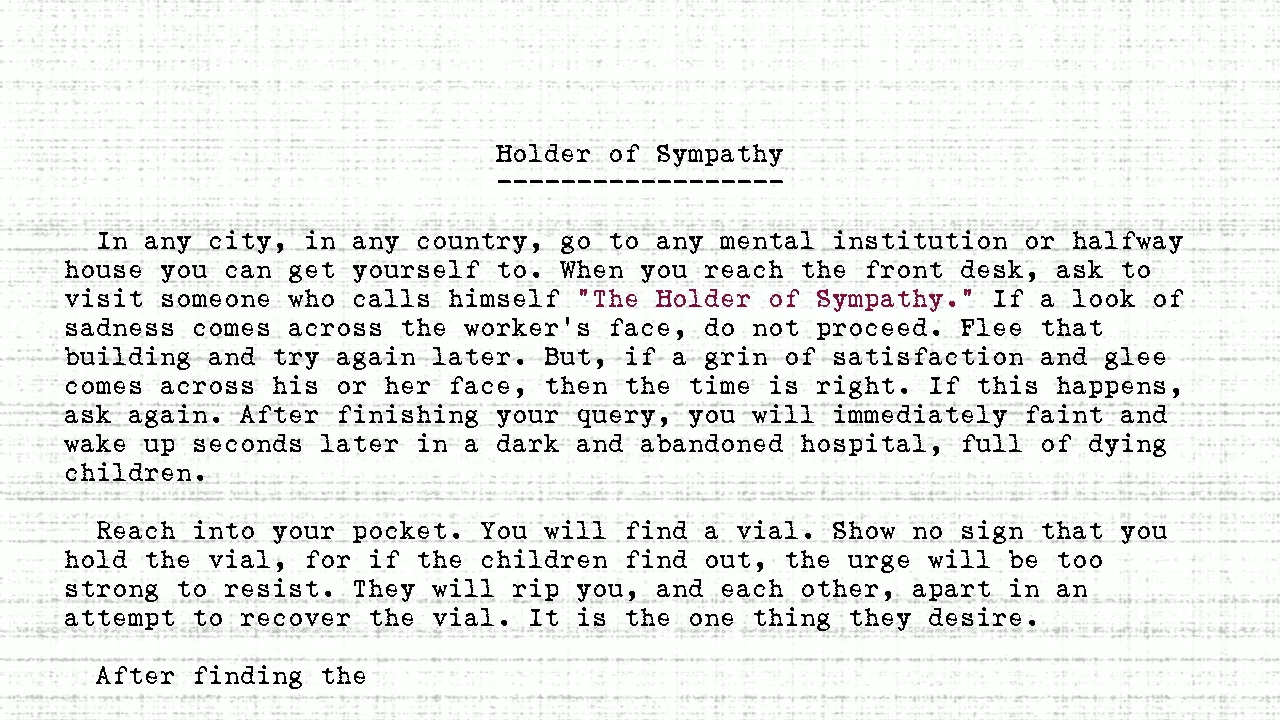 Holder of Sympathy
------------------
In any city, in any country, go to any mental institution or halfway
house you can get yourself to. When you reach the front desk, ask to
visit someone who calls himself "The Holder of Sympathy." If a look of
sadness comes across the worker's face, do not proceed. Flee that
building and try again later. But, if a grin of satisfaction and glee
comes across his or her face, then the time is right. If this happens,
ask again. After finishing your query, you will immediately faint and
wake up seconds later in a dark and abandoned hospital, full of dying
children.
Reach into your pocket. You will find a vial. Show no sign that you
hold the vial, for if the children find out, the urge will be too
strong to resist. They will rip you, and each other, apart in an
attempt to recover the vial. It is the one thing they desire.
After finding the